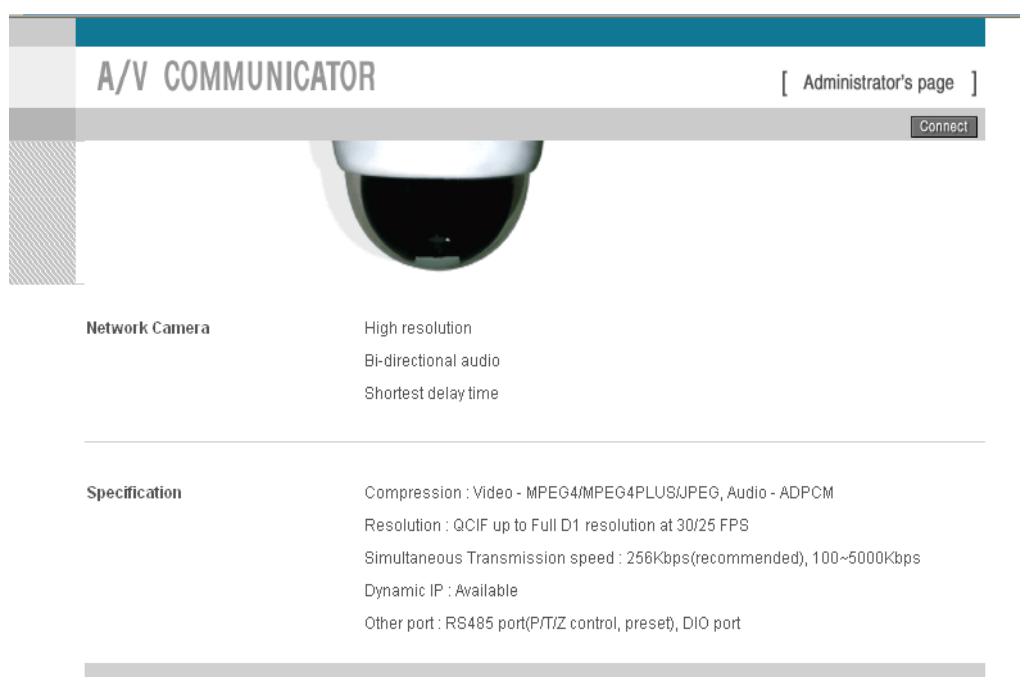 A/V COMMUNICATOR
[ Administrator's page ]
Connect
Network Camera
High resolution
Bi-directional audio
Shortest delay time
Specification
Compression : Video - MPEG4/MPEG4PLUS/JPEG, Audio - ADPCM
Resolution : QCIF up to Full D1 resolution at 30/25 FPS
Simultaneous Transmission speed : 256Kbps(recommended), 100~5000Kbps
Dynamic IP : Available
Other port : RS485 port(P/T/Z control, preset), DIO port